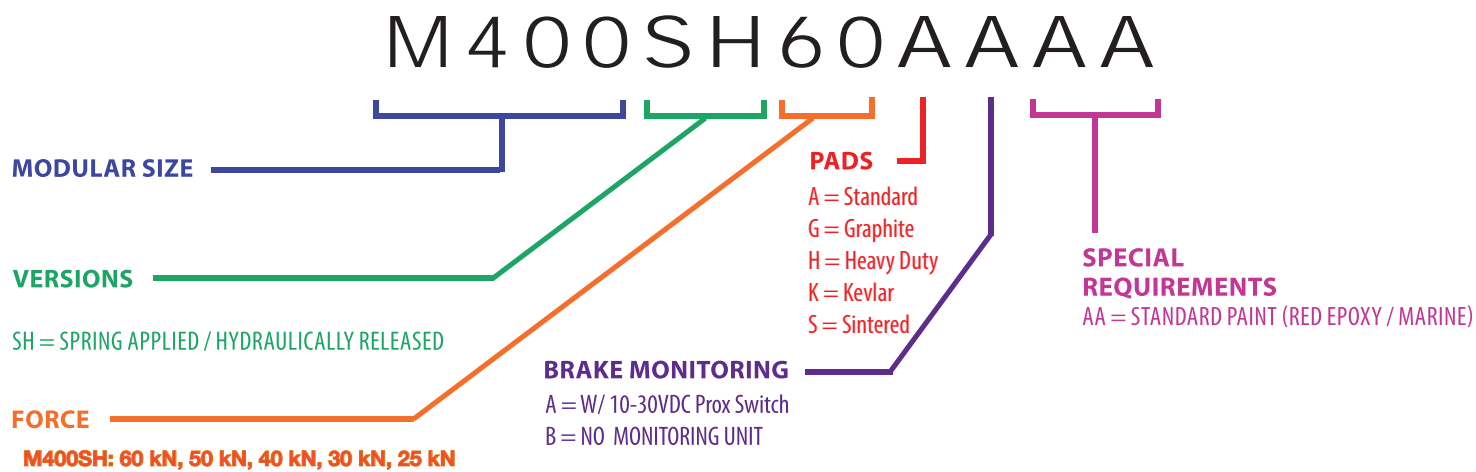 M400SH60AAAA
MODULAR SIZE
VERSIONS
SH = SPRING APPLIED / HYDRAULICALLY RELEASED
FORCE
M400SH: 60 kN, 50 kN, 40 kN, 30 kN, 25 kN
PADS
A = Standard
G = Graphite
H = Heavy Duty
K = Kevlar
S = Sintered
BRAKE MONITORING
A = W/ 10-30VDC Prox Switch
B = NO MONITORING UNIT
SPECIAL
REQUIREMENTS
AA = STANDARD PAINT (RED EPOXY / MARINE)